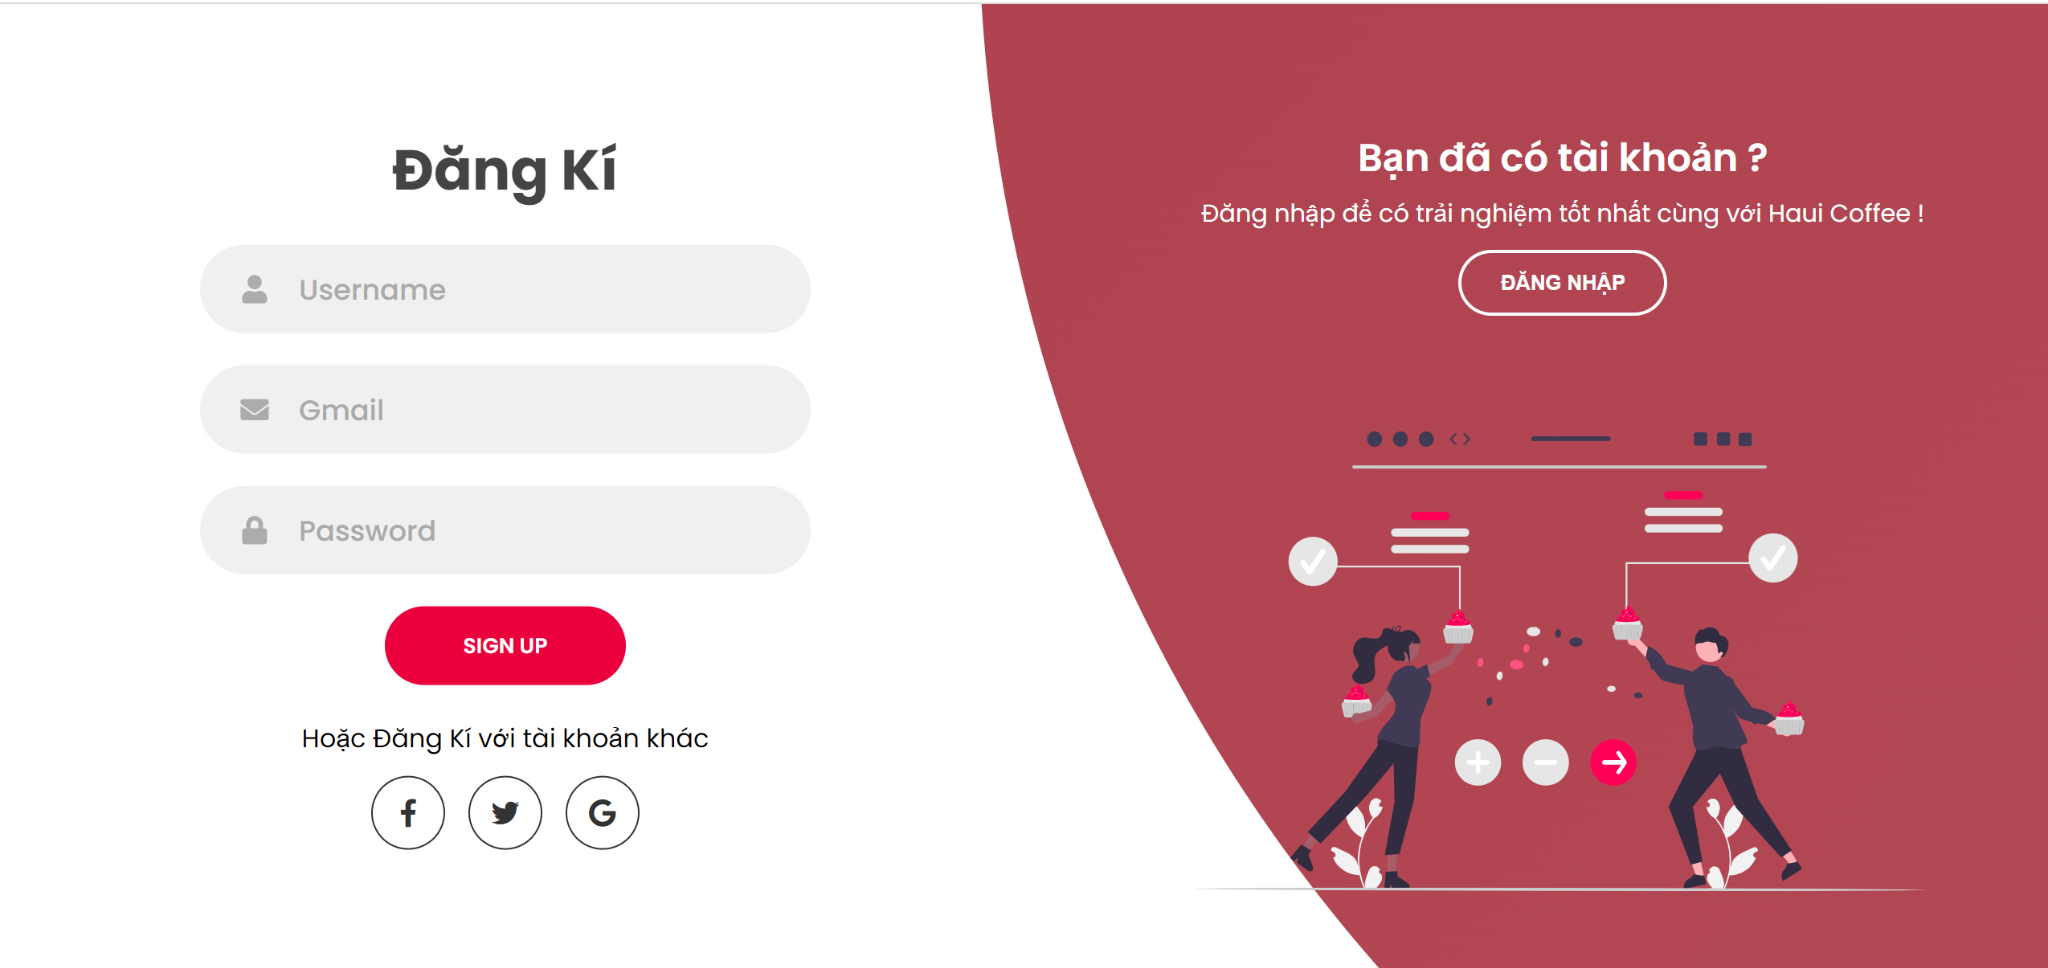 Đăng Kí
Username
Gmail
Password
SIGN UP
Hoặc Đăng Kí với tài khoản khác
Bạn đã có tài khoản ?
Đăng nhập để có trải nghiệm tốt nhất cùng với Haui Coffee !
ĐĂNG NHẬP